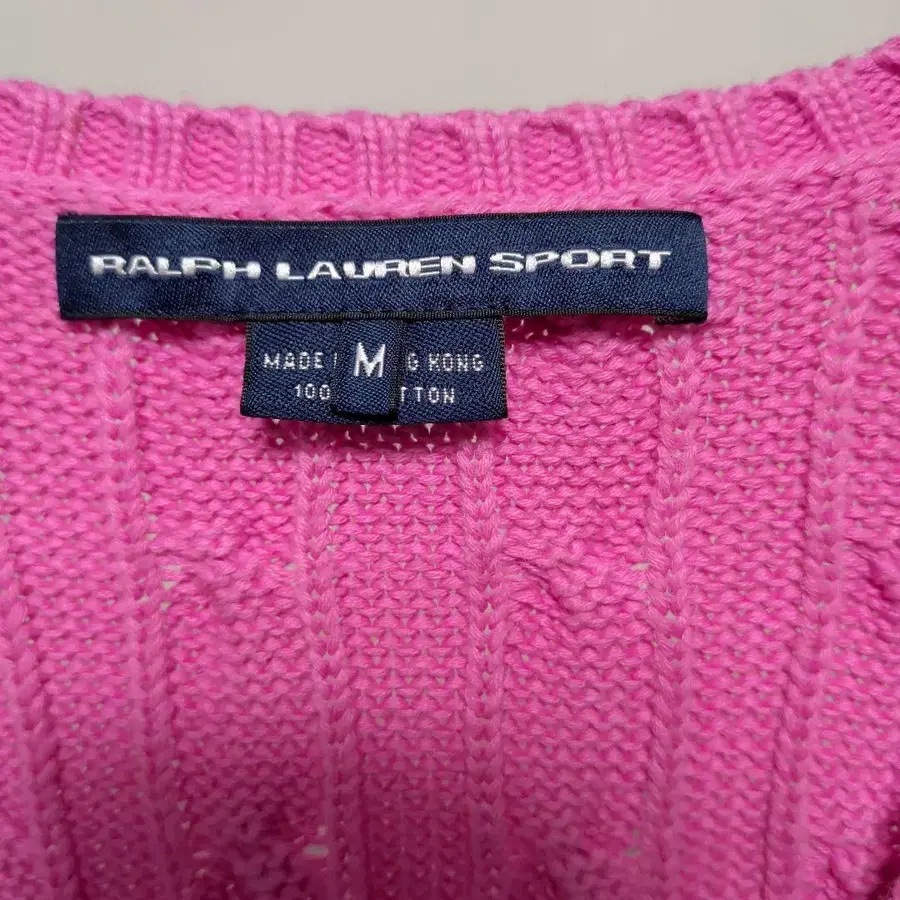 RALPH LAUREN SPORT
MADE I M G KONG
100 TTON